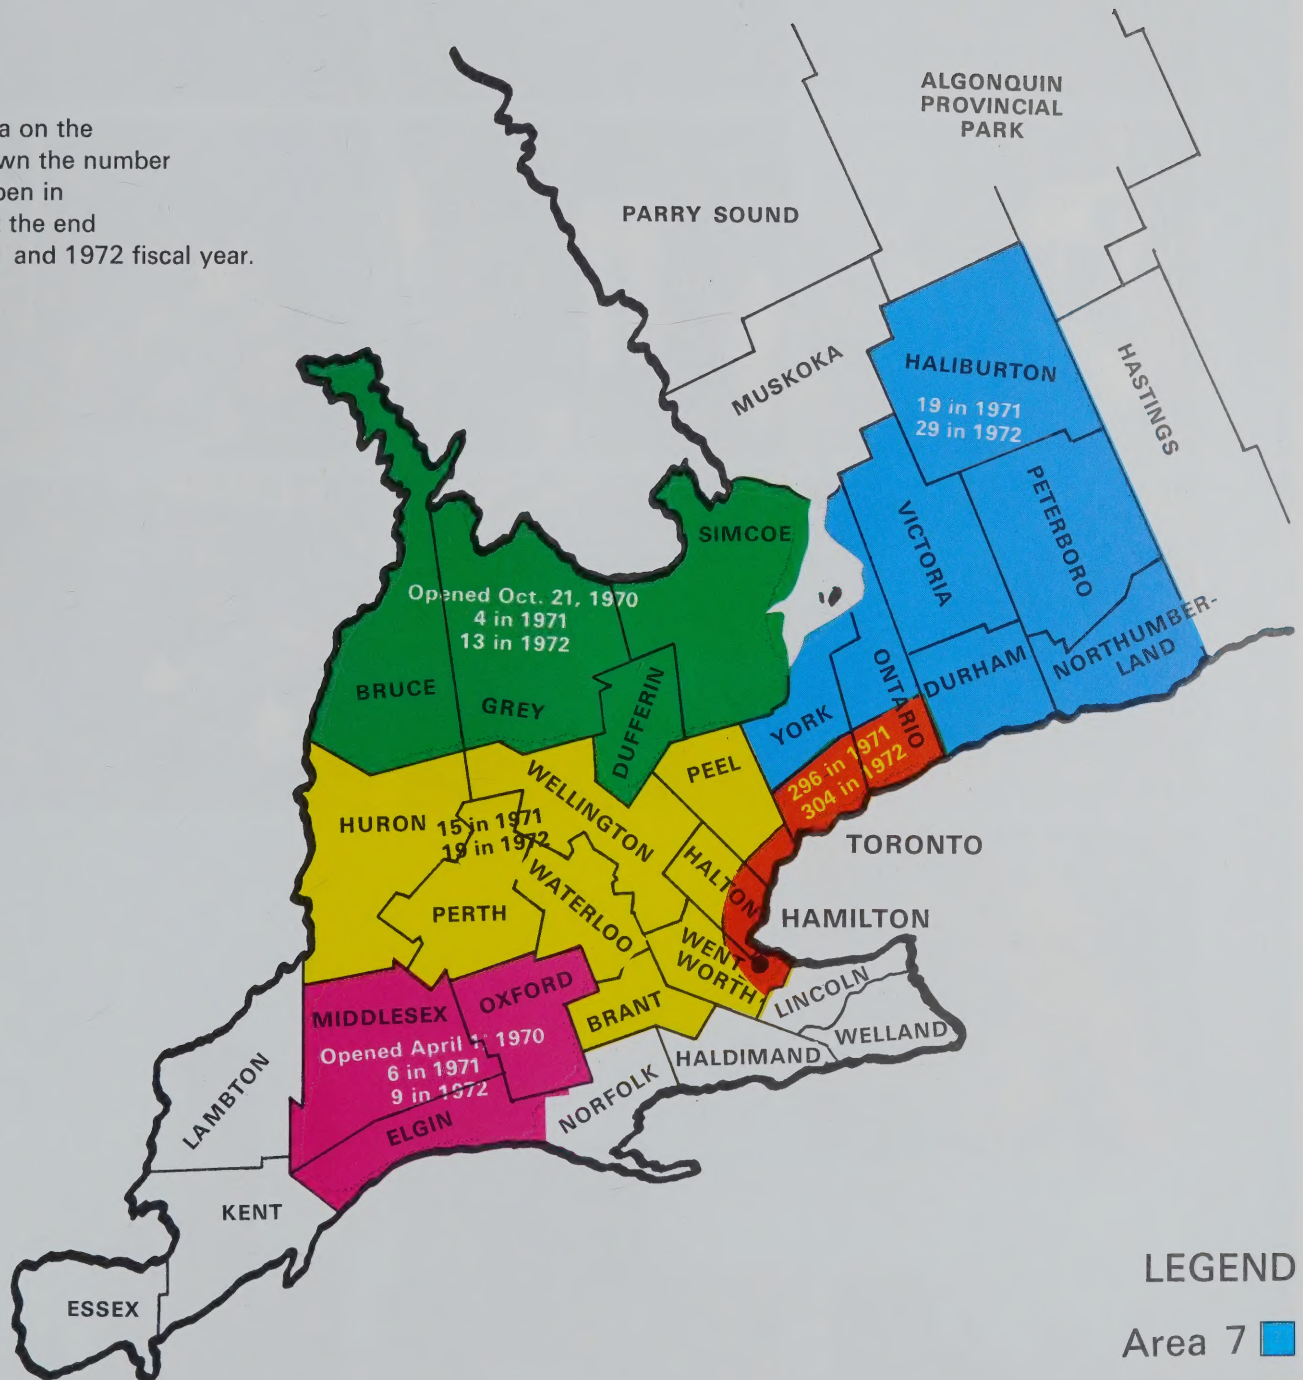 a on the
wn the number
pen in
t the end
and 1972 fiscal year.
ALGONQUIN
PROVINCIAL
PARK
PARRY SOUND
MUSKOKA
HALIBURTON
19 in 1971
29 in 1972
HASTINGS
PETERBORO
VICTORIA
SIMCOE
Opened Oct. 21, 1970
4 in 1971
13 in 1972
BRUCE
GREY
DUFFERIN
YORK
ONTARIO
DURHAM
NORTHUMBER-
LAND
296 in 1971
304 in 1972
PEEL
WELLINGTON
HURON
15 in 1971
19 in 1972
HALTON
TORONTO
WATERLOO
PERTH
HAMILTON
WENT
WORTH
LINCOLN
WELLAND
OXFORD
MIDDLESEX
BRANT
Opened April 1, 1970
6 in 1971
9 in 1972
HALDIMAND
NORFOLK
ELGIN
LAMBTON
KENT
ESSEX
LEGEND
Area 7